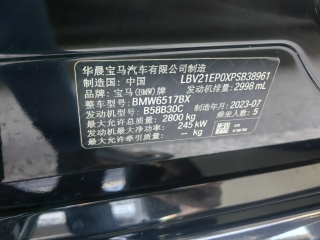 华晨宝马汽车有限公司制造
制造国：中国 LBV21EP0XPSB38961
品牌：宝马(BMW)牌 发动机排量：2998 mL
整车型号：BMW6517BX
发动机型号：B58B30C 制造年月：2023-07
最大允许总质量：2800 kg 乘坐人数：5
发动机最大净功率：245 kW
最大允许牵引质量：— kg